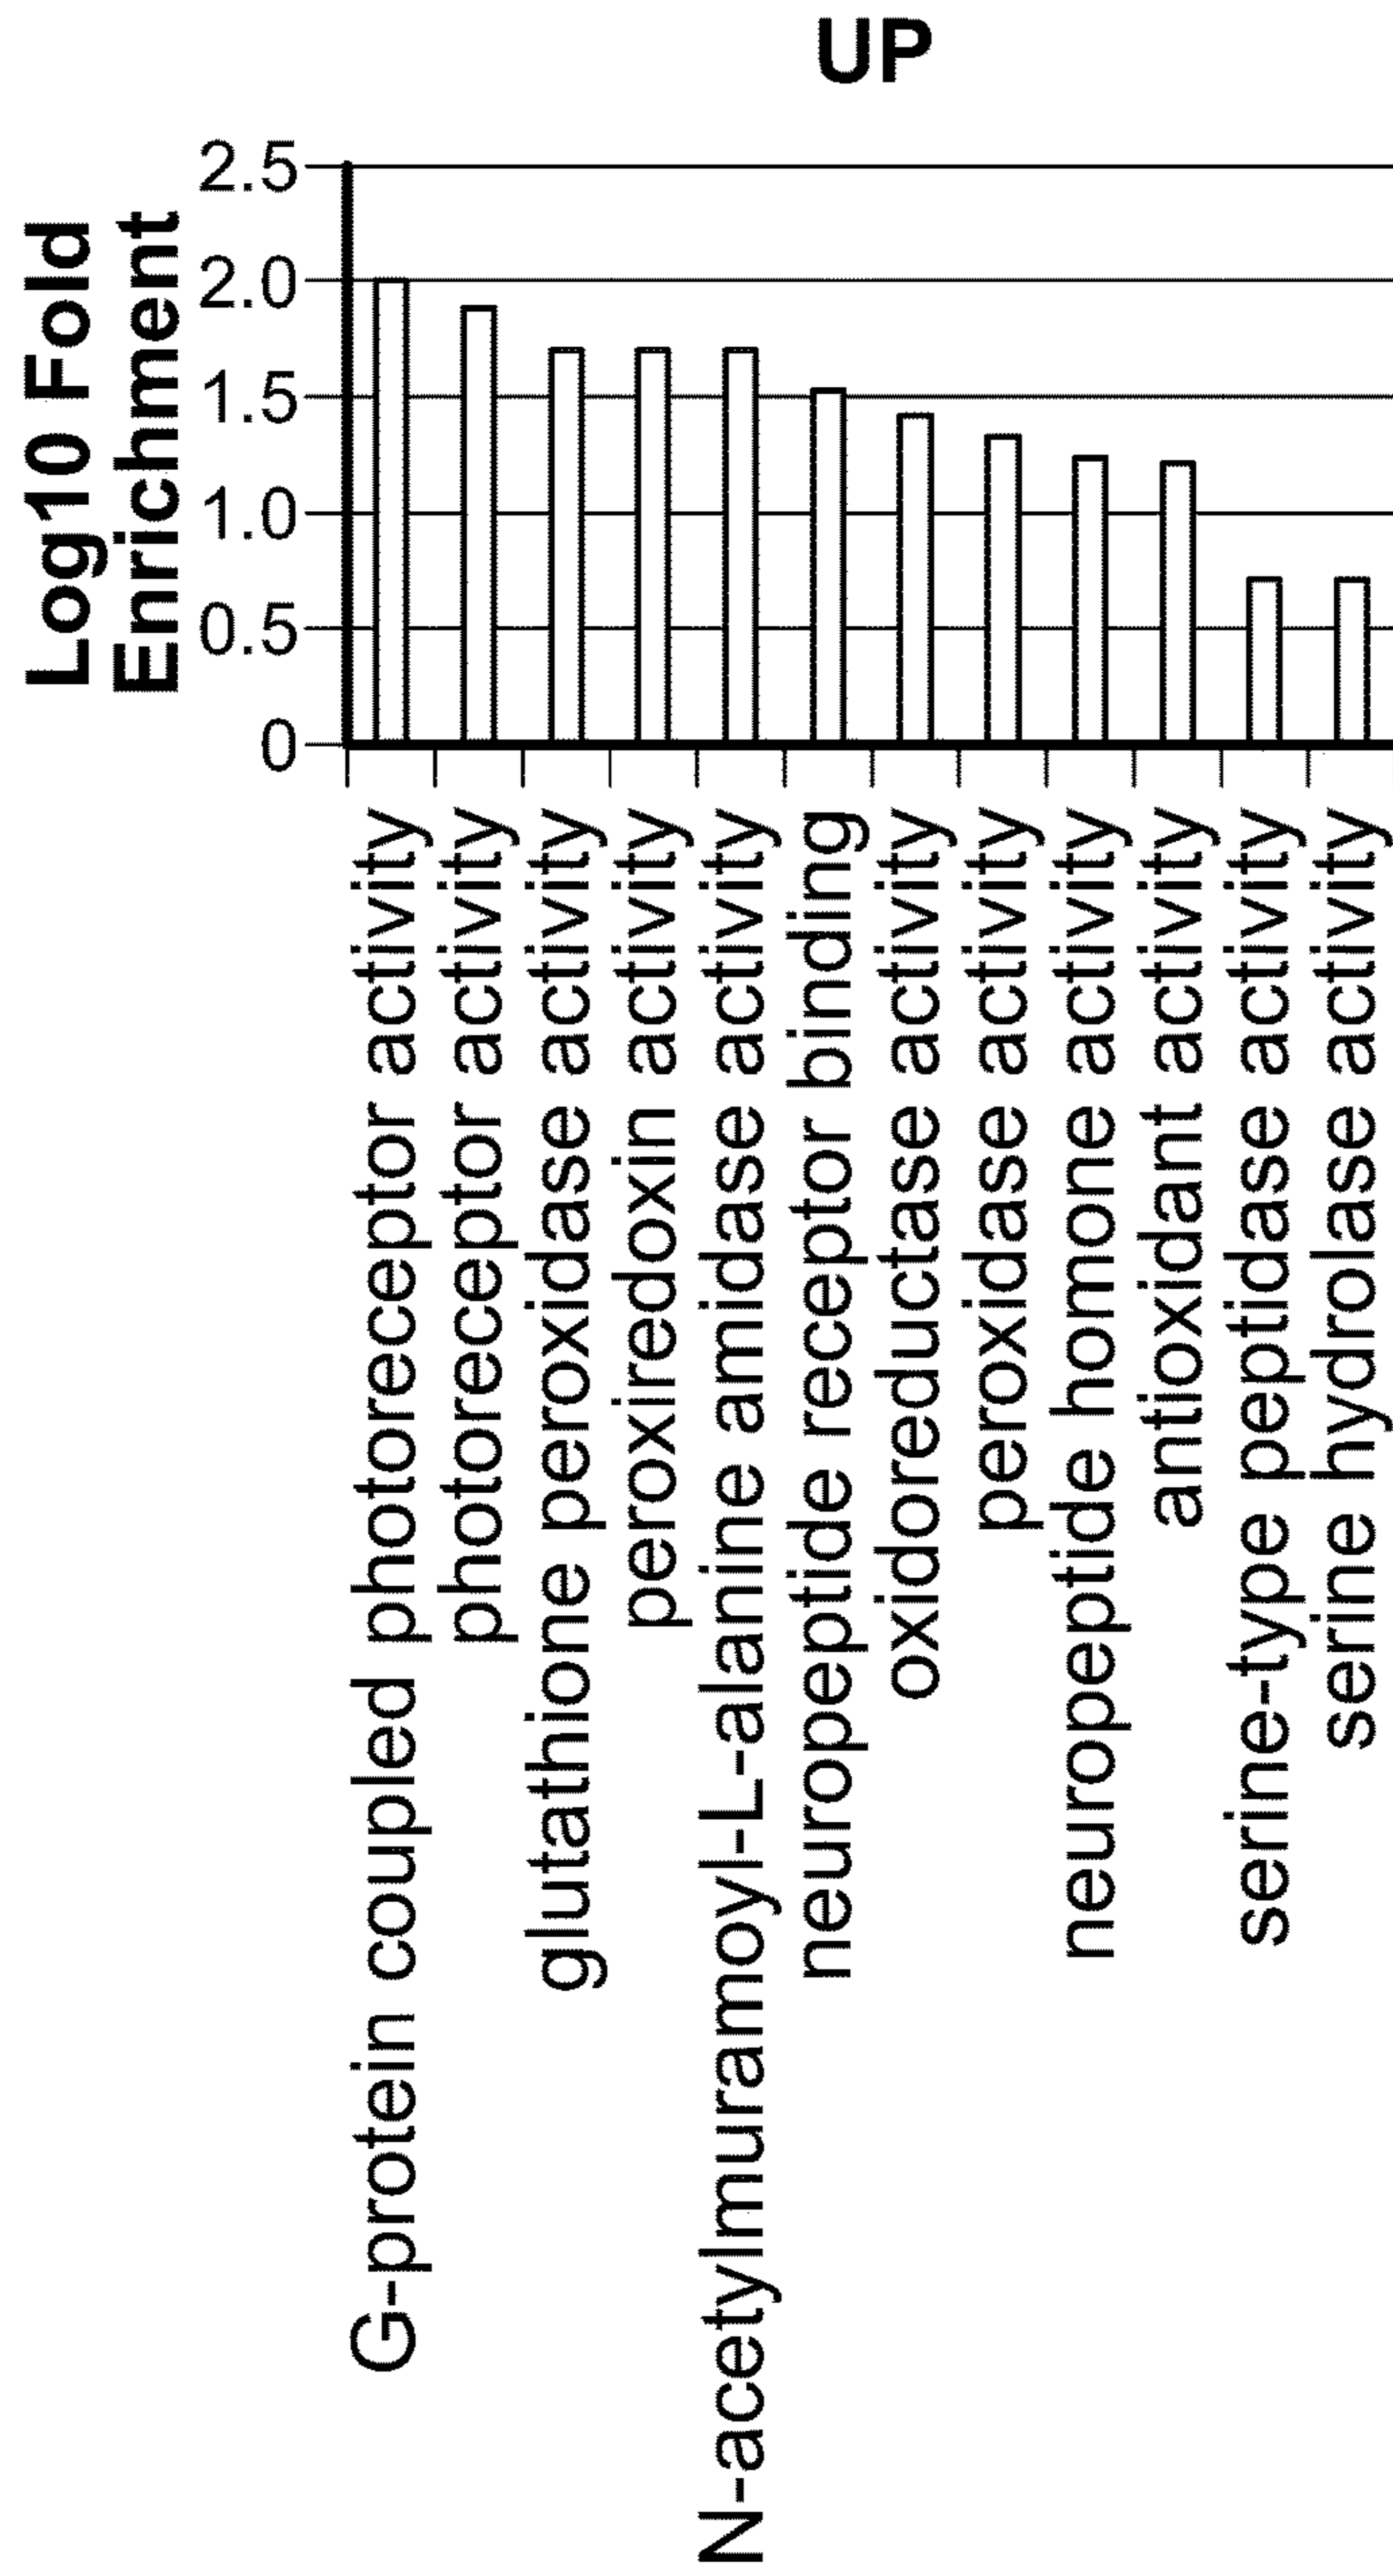 UP
Log10 Fold
Enrichment
2.5
2.0
1.5
1.0
0.5
0
G-protein coupled photoreceptor activity
photoreceptor activity
glutathione peroxidase activity
peroxiredoxin activity
N-acetylmuramoyl-L-alanine amidase activity
neuropeptide receptor binding
oxidoreductase activity
peroxidase activity
neuropeptide homone activity
antioxidant activity
serine-type peptidase activity
serine hydrolase activity